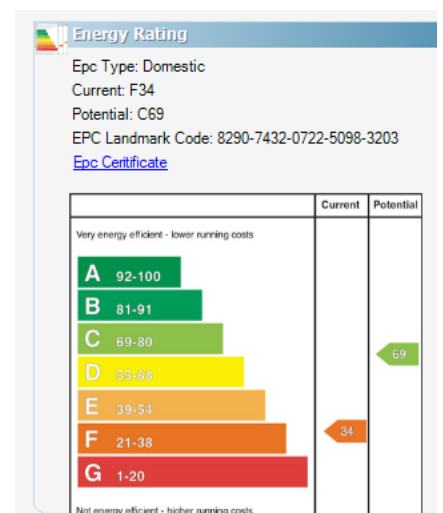 Energy Rating
Epc Type: Domestic
Current: F34
Potential: C69
EPC Landmark Code: 8290-7432-0722-5098-3203
Epc Ceritificate
Current Potential
Very energy efficient - lower running costs
A 92-100
B 81-91
C 69-80
69
D 55-68
E 39-54
F 21-38
34
G 1-20
Not energy efficient - higher running costs